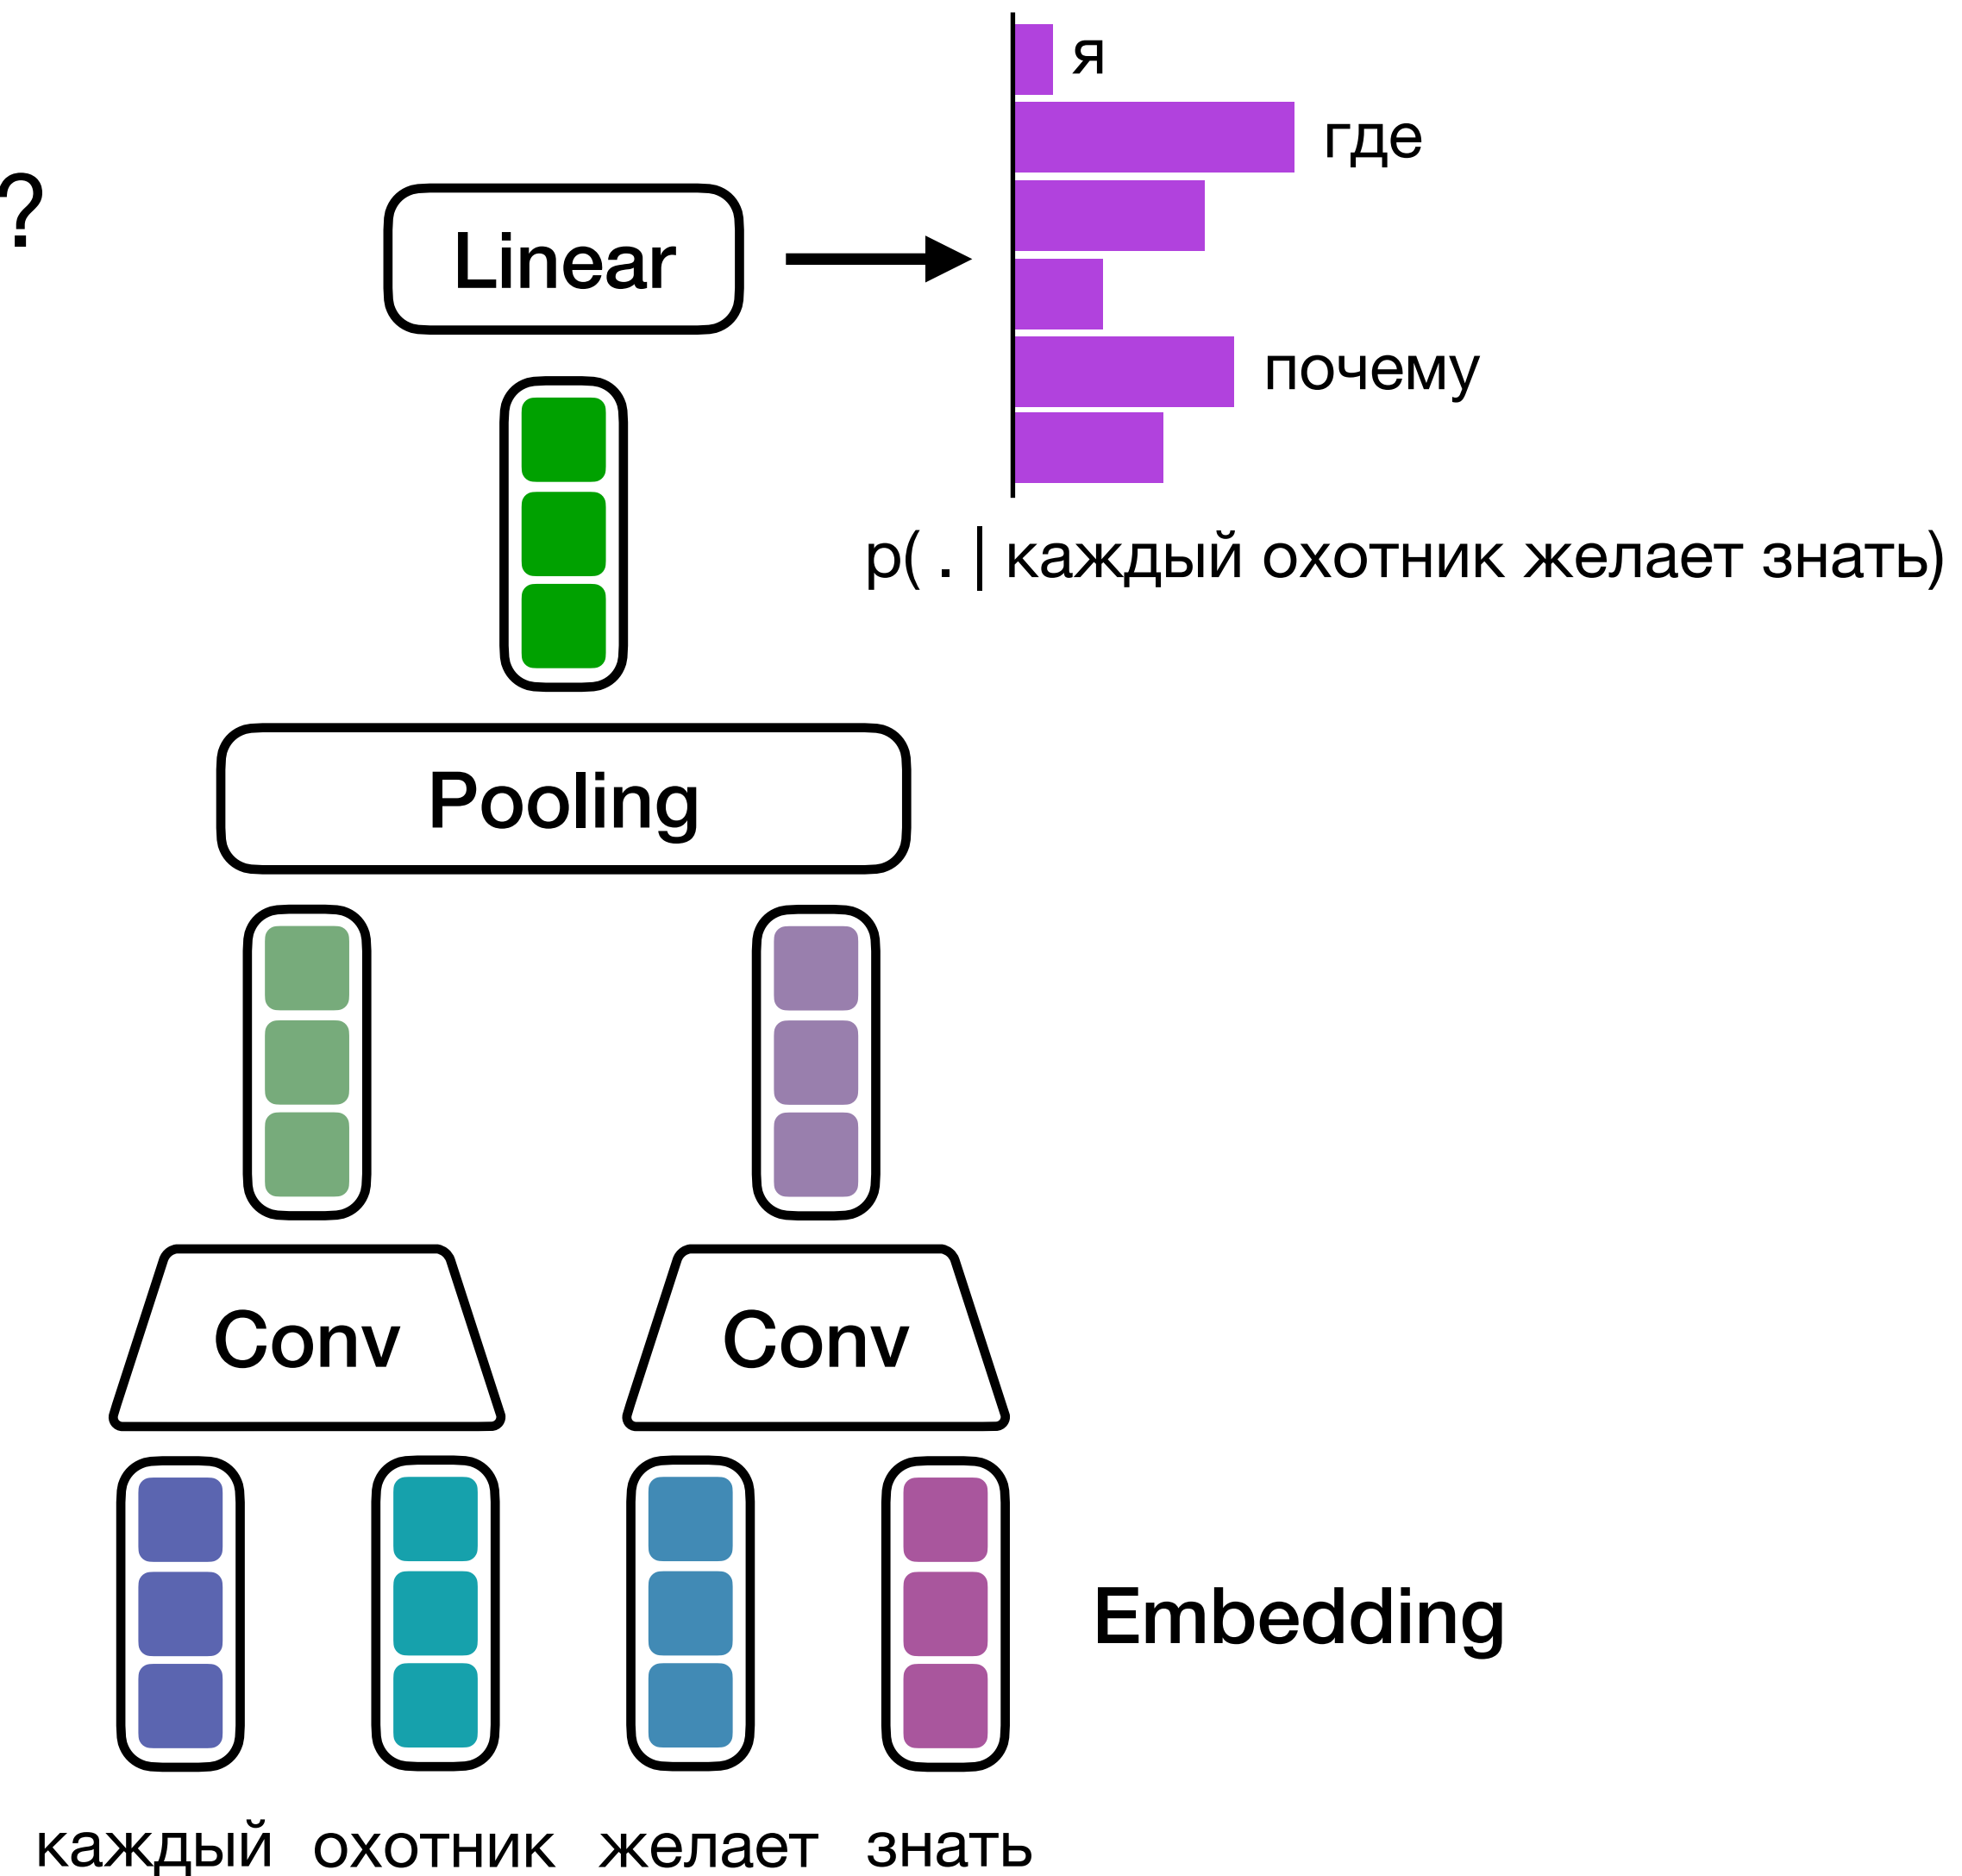 я
где
?
Linear
почему
p( . | каждый охотник желает знать)
Pooling
Conv Conv
Embedding
каждый охотник желает знать